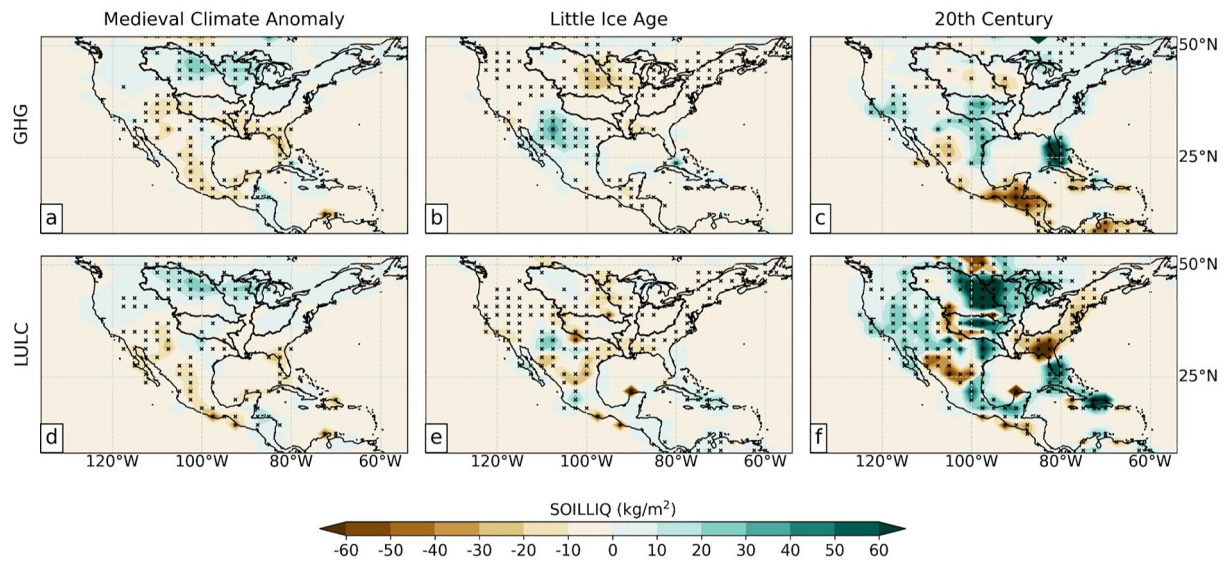 Medieval Climate Anomaly Little Ice Age 20th Century
GHG
a b c
50°N
25°N
LULC
d e f
50°N
25°N
120°W 100°W 80°W 60°W 120°W 100°W 80°W 60°W 120°W 100°W 80°W 60°W
SOILLIQ (kg/m²)
-60 -50 -40 -30 -20 -10 0 10 20 30 40 50 60